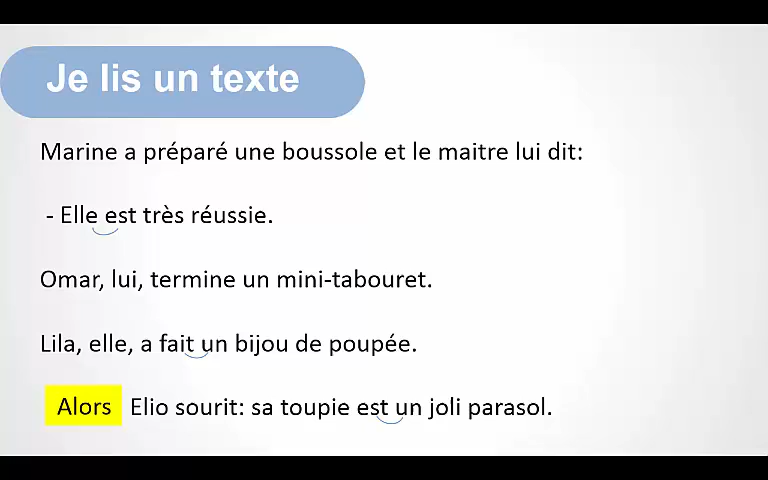 Je lis un texte
Marine a préparé une boussole et le maitre lui dit:
- Elle est très réussie.
Omar, lui, termine un mini-tabouret.
Lila, elle, a fait un bijou de poupée.
Alors Elio sourit: sa toupie est un joli parasol.